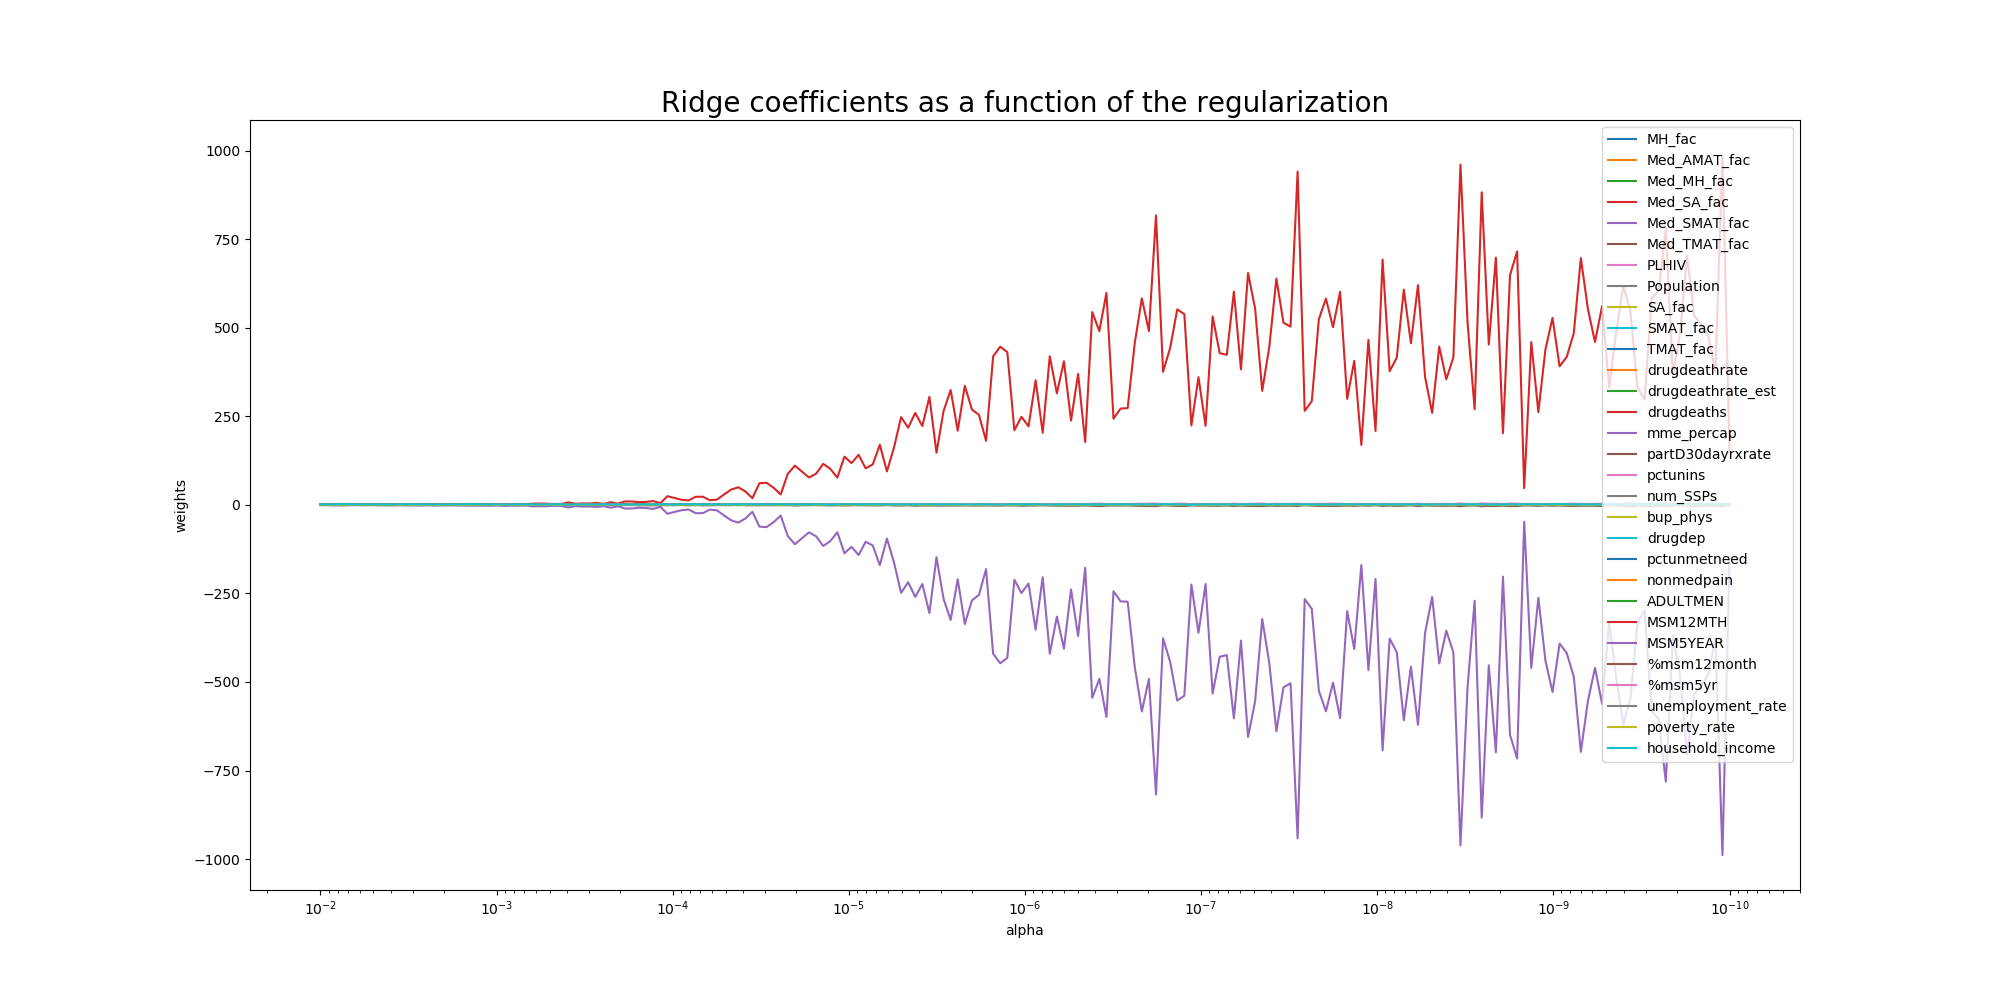 Ridge coefficients as a function of the regularization
1000
750
500
250
0
−250
−500
−750
−1000
weights
10⁻²
10⁻³
10⁻⁴
10⁻⁵
10⁻⁶
10⁻⁷
10⁻⁸
10⁻⁹
10⁻¹⁰
alpha
MH_fac
Med_AMAT_fac
Med_MH_fac
Med_SA_fac
Med_SMAT_fac
Med_TMAT_fac
PLHIV
Population
SA_fac
SMAT_fac
TMAT_fac
drugdeathrate
drugdeathrate_est
drugdeaths
mme_percap
partD30dayrxrate
pctunins
num_SSPs
bup_phys
drugdep
pctunmetneed
nonmedpain
ADULTMEN
MSM12MTH
MSM5YEAR
%msm12month
%msm5yr
unemployment_rate
poverty_rate
household_income